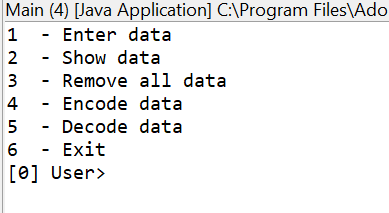 Main (4) [Java Application] C:\Program Files\Ado
1  - Enter data
2  - Show data
3  - Remove all data
4  - Encode data
5  - Decode data
6  - Exit
[0] User>